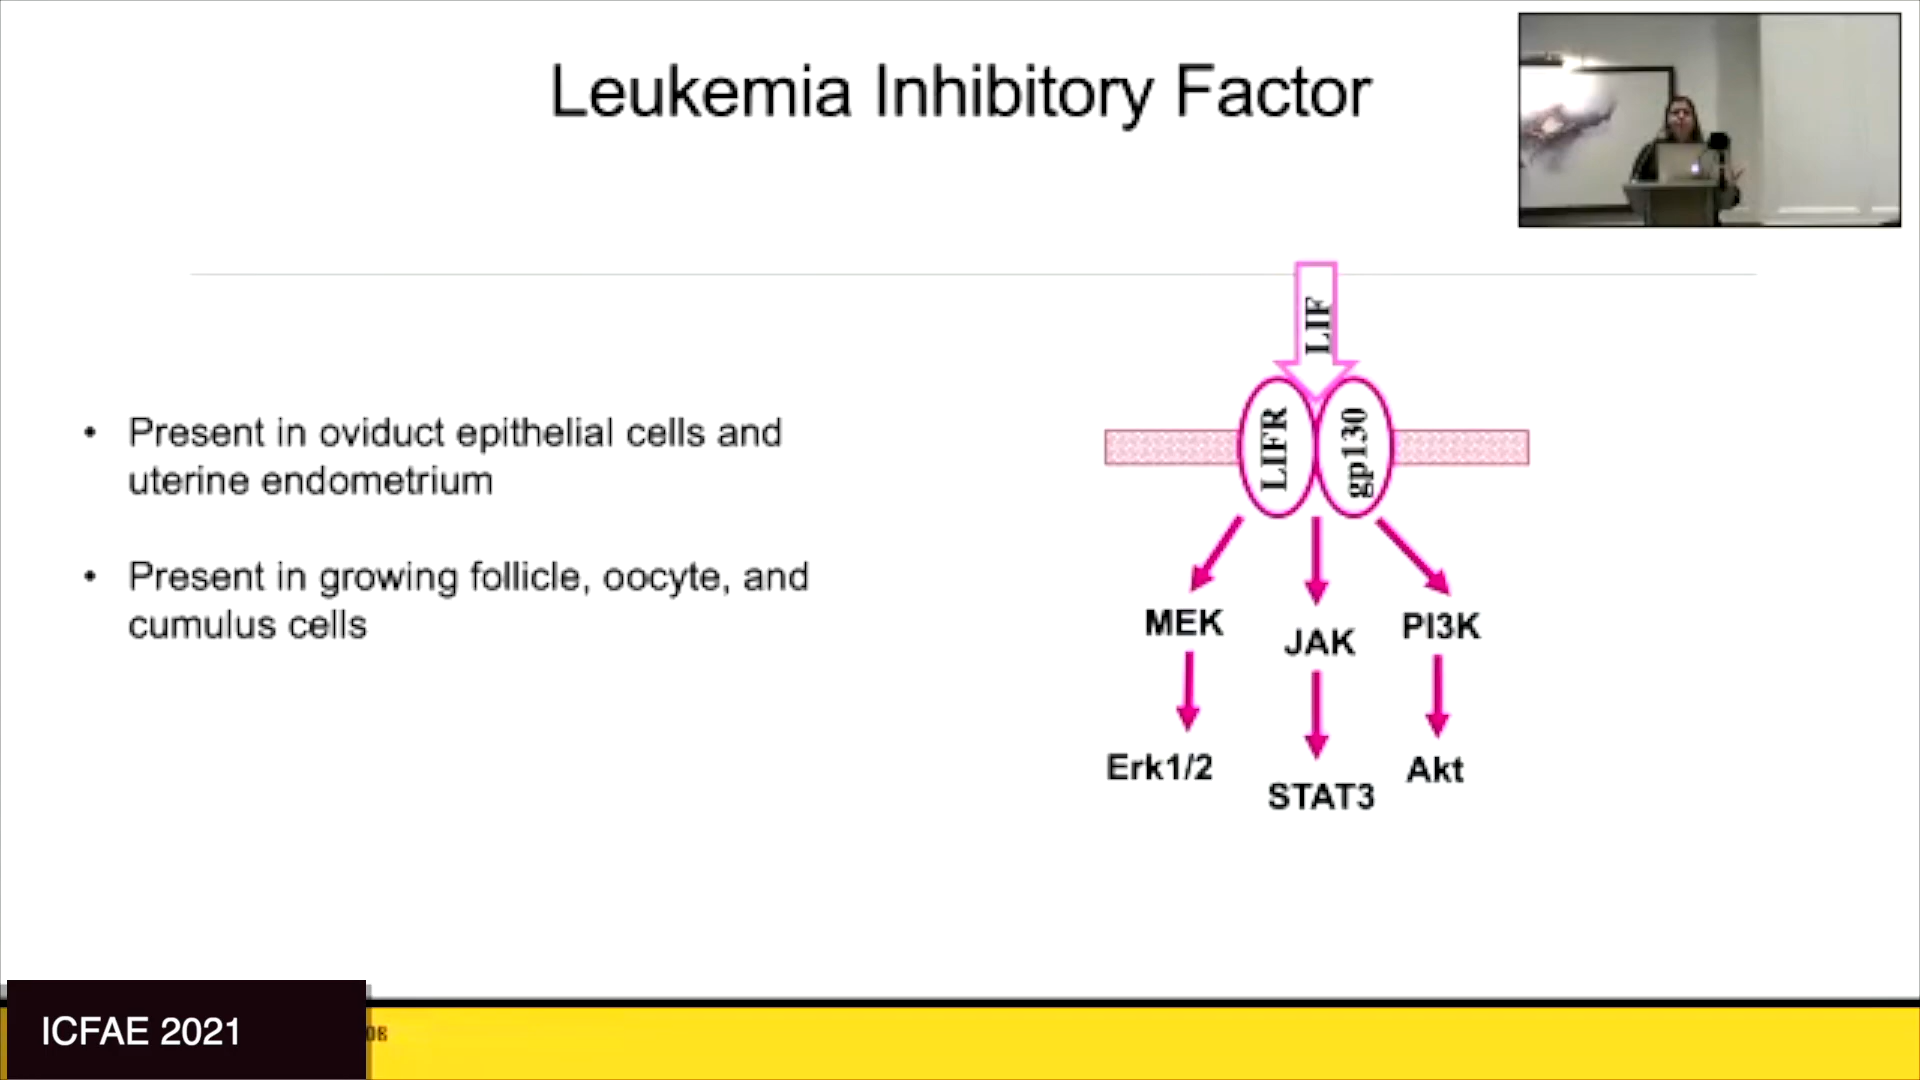 Leukemia Inhibitory Factor
• Present in oviduct epithelial cells and
uterine endometrium
• Present in growing follicle, oocyte, and
cumulus cells
LIF
LIFR
gp130
MEK
JAK
PI3K
Erk1/2
STAT3
Akt
ICFAE 2021